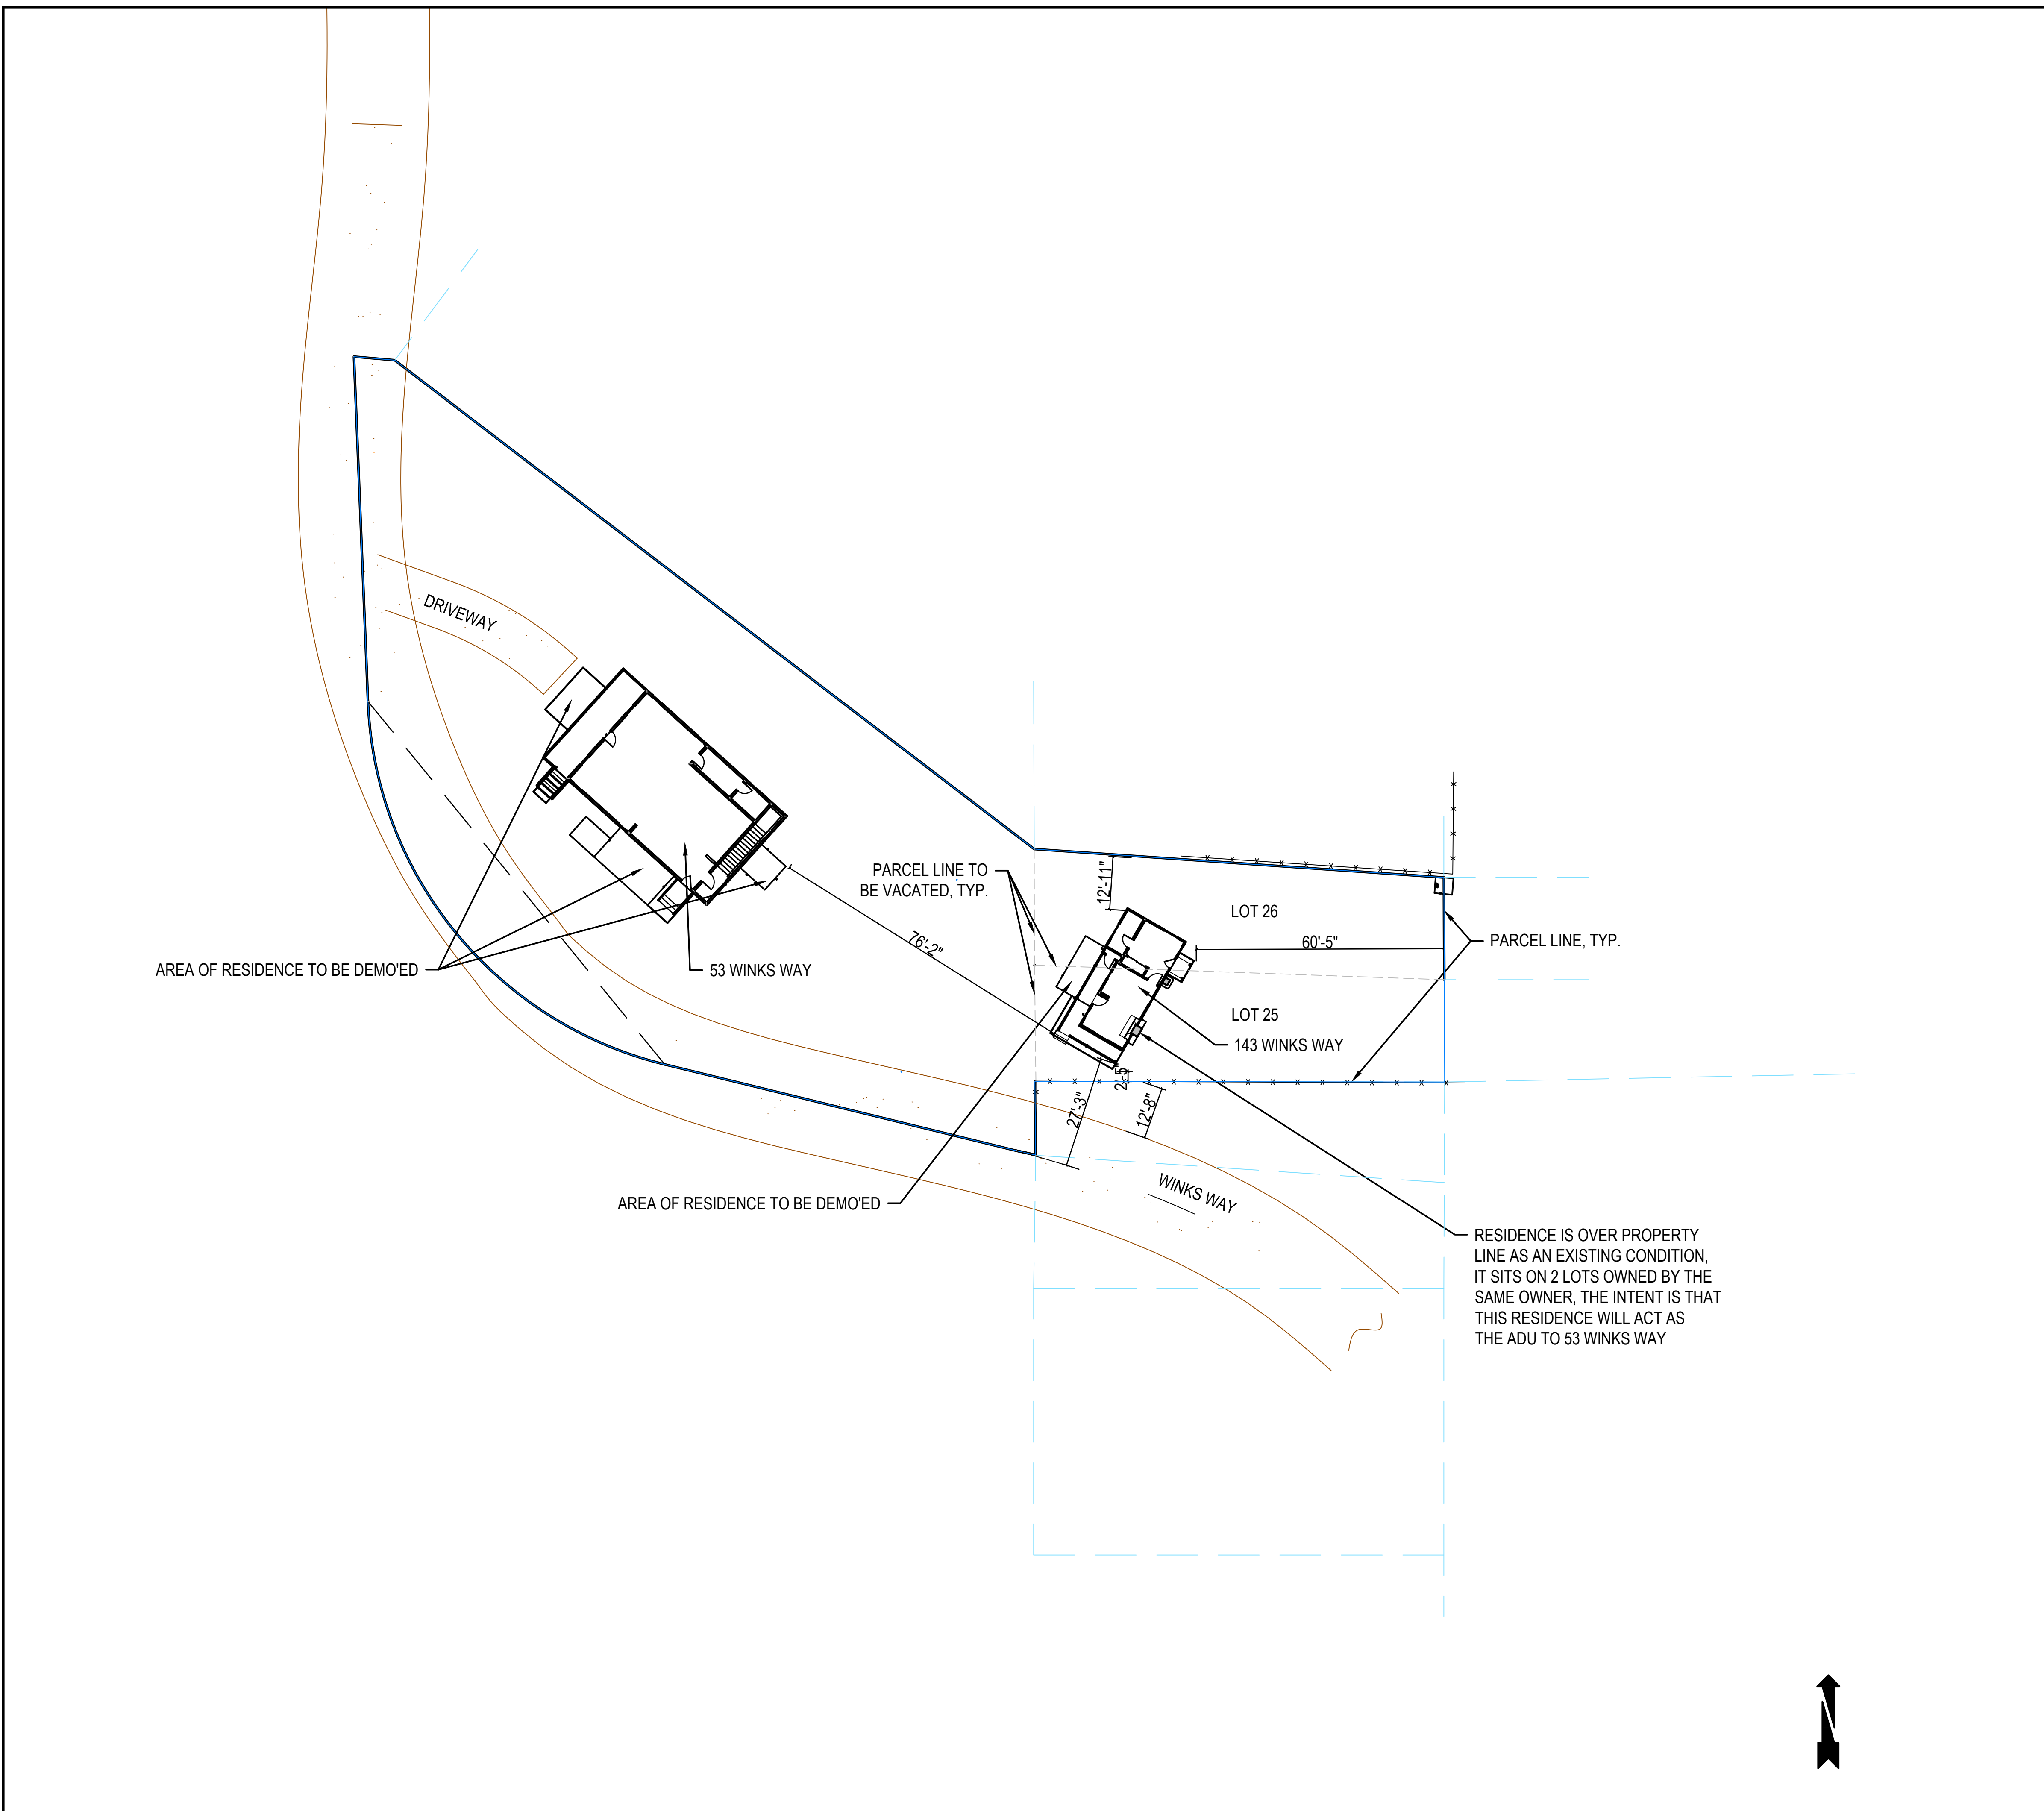 DRIVEWAY
PARCEL LINE TO
BE VACATED, TYP.
12'-11"
LOT 26
76'-2"
60'-5"
PARCEL LINE, TYP.
AREA OF RESIDENCE TO BE DEMO'ED
53 WINKS WAY
LOT 25
143 WINKS WAY
2'-5"
27'-3"
12'-8"
WINKS WAY
AREA OF RESIDENCE TO BE DEMO'ED
RESIDENCE IS OVER PROPERTY
LINE AS AN EXISTING CONDITION,
IT SITS ON 2 LOTS OWNED BY THE
SAME OWNER, THE INTENT IS THAT
THIS RESIDENCE WILL ACT AS
THE ADU TO 53 WINKS WAY